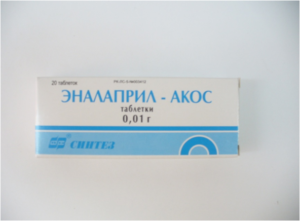 20 таблеток
ЭНАЛАПРИЛ - АКОС
таблетки
0,01 г
СИНТЕЗ